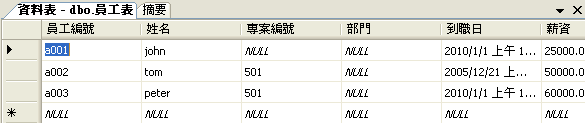 資料表 - dbo.員工表 摘要
員工編號 姓名 專案編號 部門 到職日 薪資
a001 john NULL NULL 2010/1/1 上午 1... 25000.0
a002 tom 501 NULL 2005/12/21 上... 50000.0
a003 peter 501 NULL 2010/1/1 上午 1... 60000.0
NULL NULL NULL NULL NULL NULL